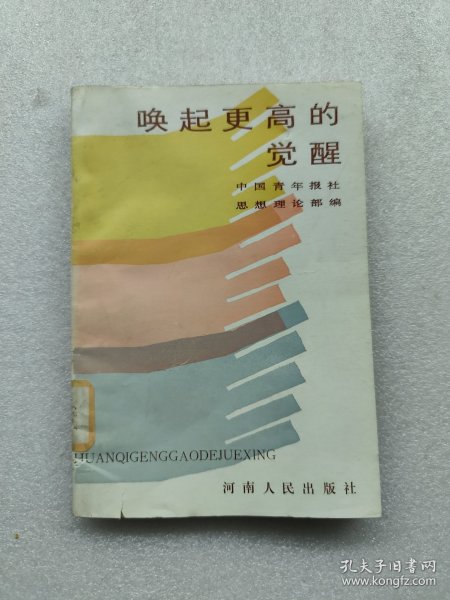 唤起更高的
觉醒
中国青年报社
思想理论部编
HUANQIGENGGAODEJUEXING
河南人民出版社
孔夫子旧书网
www.kongfz.com